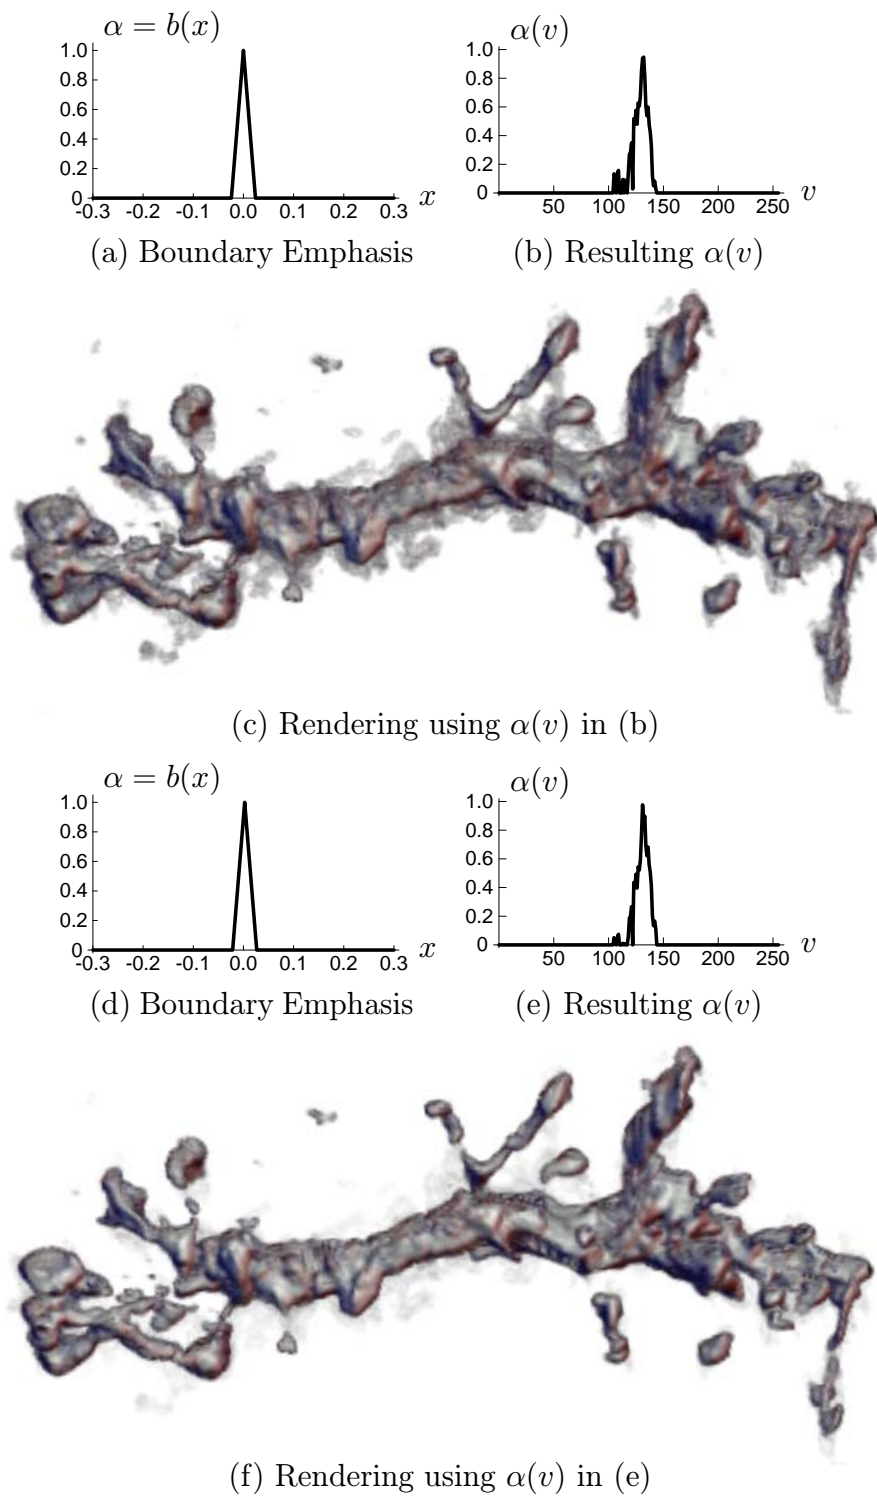 α = b(x)
α(v)
1.0
0.8
0.6
0.4
0.2
0
-0.3 -0.2 -0.1 0.0 0.1 0.2 0.3 x
1.0
0.8
0.6
0.4
0.2
0
50 100 150 200 250 v
(a) Boundary Emphasis
(b) Resulting α(v)
(c) Rendering using α(v) in (b)
α = b(x)
α(v)
1.0
0.8
0.6
0.4
0.2
0
-0.3 -0.2 -0.1 0.0 0.1 0.2 0.3 x
1.0
0.8
0.6
0.4
0.2
0
50 100 150 200 250 v
(d) Boundary Emphasis
(e) Resulting α(v)
(f) Rendering using α(v) in (e)